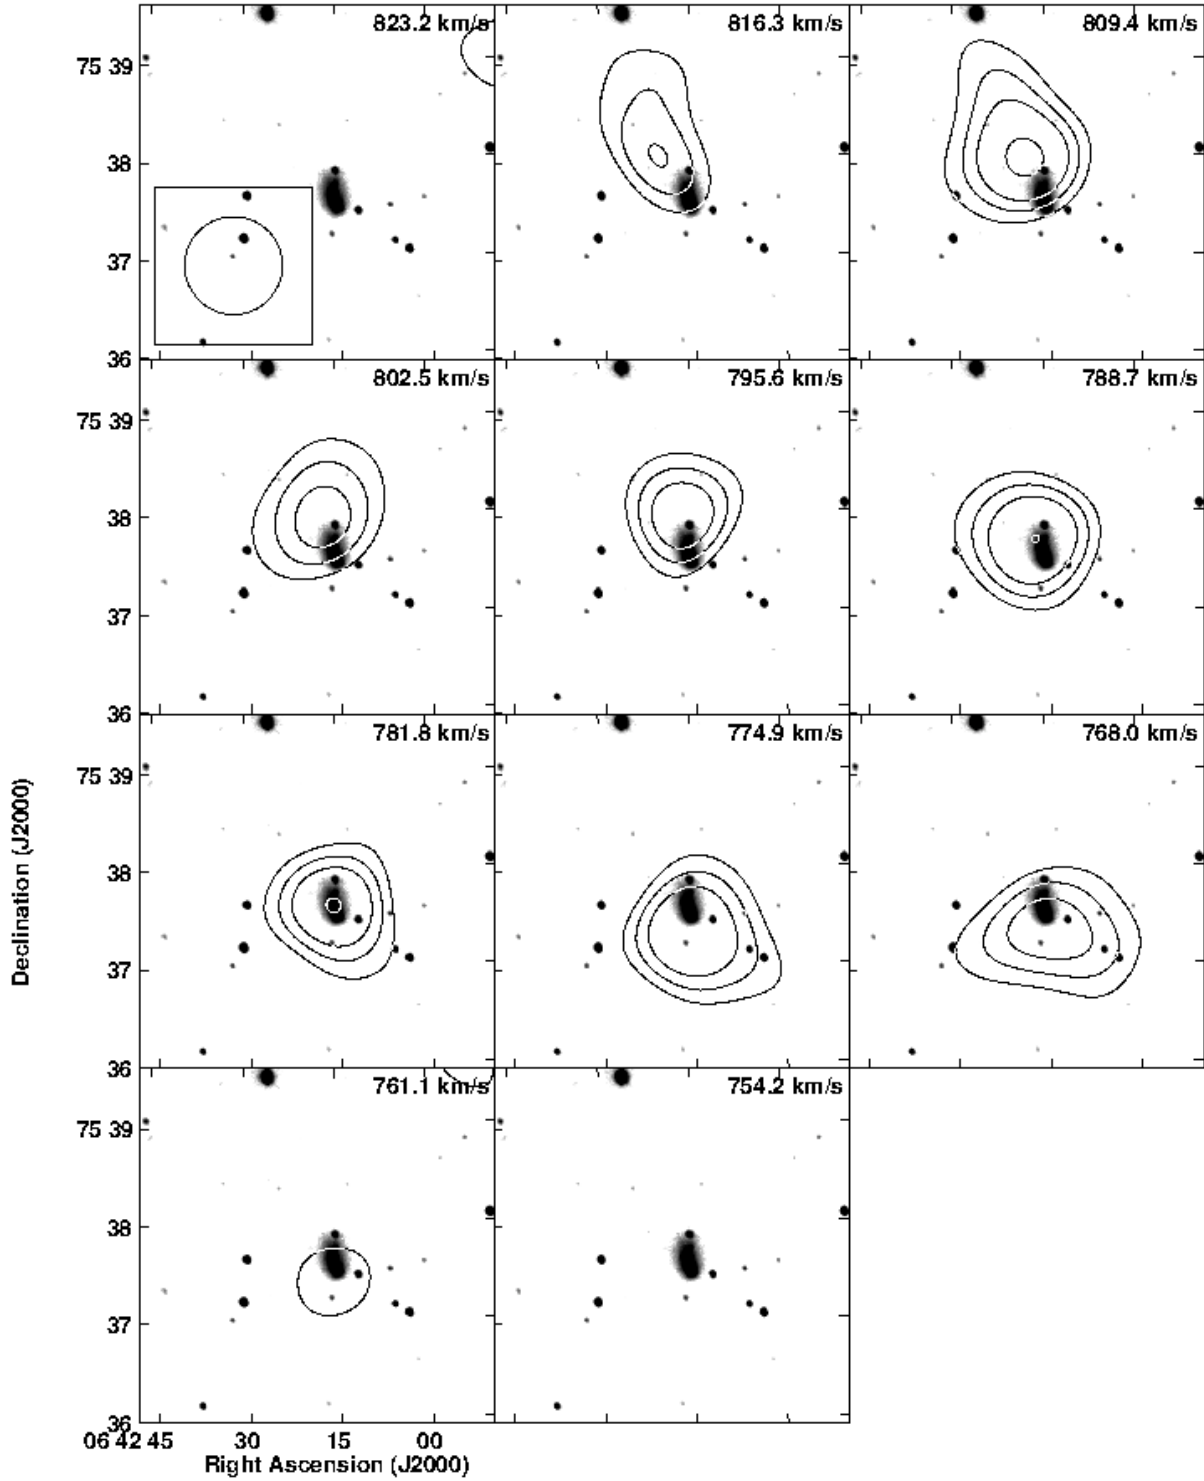 823.2 km/s
816.3 km/s
809.4 km/s
75 39
38
37
36
802.5 km/s
795.6 km/s
788.7 km/s
75 39
38
37
36
781.8 km/s
774.9 km/s
768.0 km/s
75 39
38
37
36
761.1 km/s
754.2 km/s
75 39
38
37
36
06 42 45
30
15
00
Right Ascension (J2000)
Declination (J2000)